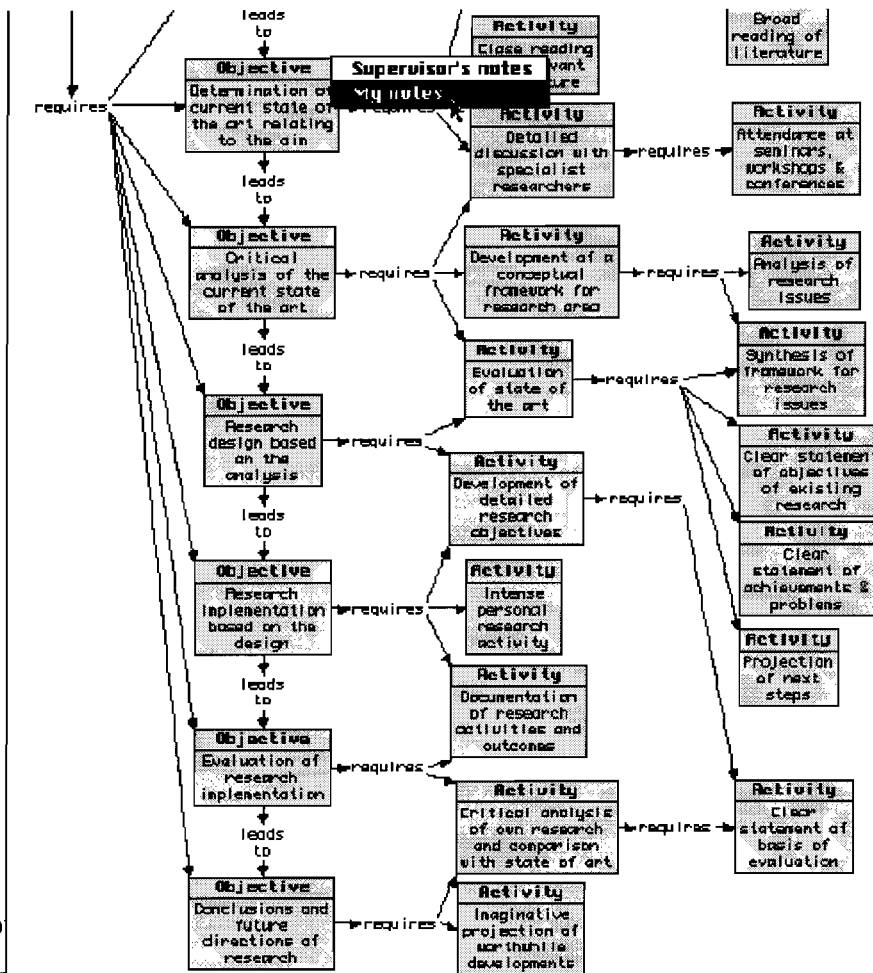 leads
to
requires
Objective
Determination of
current state of
the art relating
to the aim
Supervisor's notes
My notes
requires
Activity
Close reading
Activity
Detailed
discussion with
specialist
researchers
requires
Broad
reading of
literature
Activity
Attendance at
seminars,
workshops &
conferences
leads
to
Objective
Critical
analysis of the
current state
of the art
requires
Activity
Development of a
conceptual
framework for
research area
requires
Activity
Analysis of
research
issues
leads
to
Activity
Evaluation
of state of
the art
requires
Activity
Synthesis of
framework for
research
issues
Objective
Research
design based
on the
analysis
requires
Activity
Development of
detailed
research
objectives
requires
Activity
Clear statement
of objectives
of existing
research
leads
to
Activity
Clear
statement of
achievements &
problems
Objective
Research
implementation
based on the
design
requires
Activity
Intense
personal
research
activity
Activity
Projection
of next
steps
leads
to
Activity
Documentation
of research
activities and
outcomes
Objective
Evaluation of
research
implementation
requires
Activity
Critical analysis
of own research
and comparison
with state of art
requires
Activity
Clear
statement of
basis of
evaluation
leads
to
Objective
Conclusions and
future
directions of
research
requires
Activity
Imaginative
projection of
worthwhile
developments